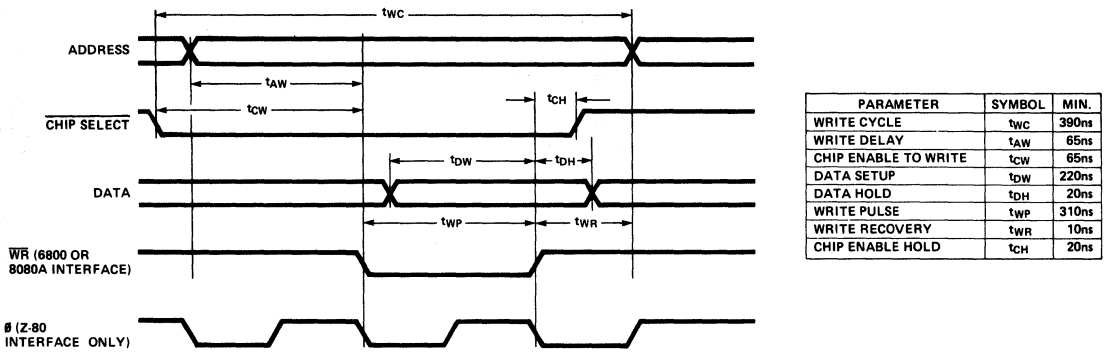 tWC
ADDRESS
tAW
tCW
tCH
CHIP SELECT
tDW
tDH
DATA
tWP
tWR
WR (6800 OR
8080A INTERFACE)
Ø (Z-80
INTERFACE ONLY)
PARAMETER SYMBOL MIN.
WRITE CYCLE tWC 390ns
WRITE DELAY tAW 65ns
CHIP ENABLE TO WRITE tCW 65ns
DATA SETUP tDW 220ns
DATA HOLD tDH 20ns
WRITE PULSE tWP 310ns
WRITE RECOVERY tWR 10ns
CHIP ENABLE HOLD tCH 20ns